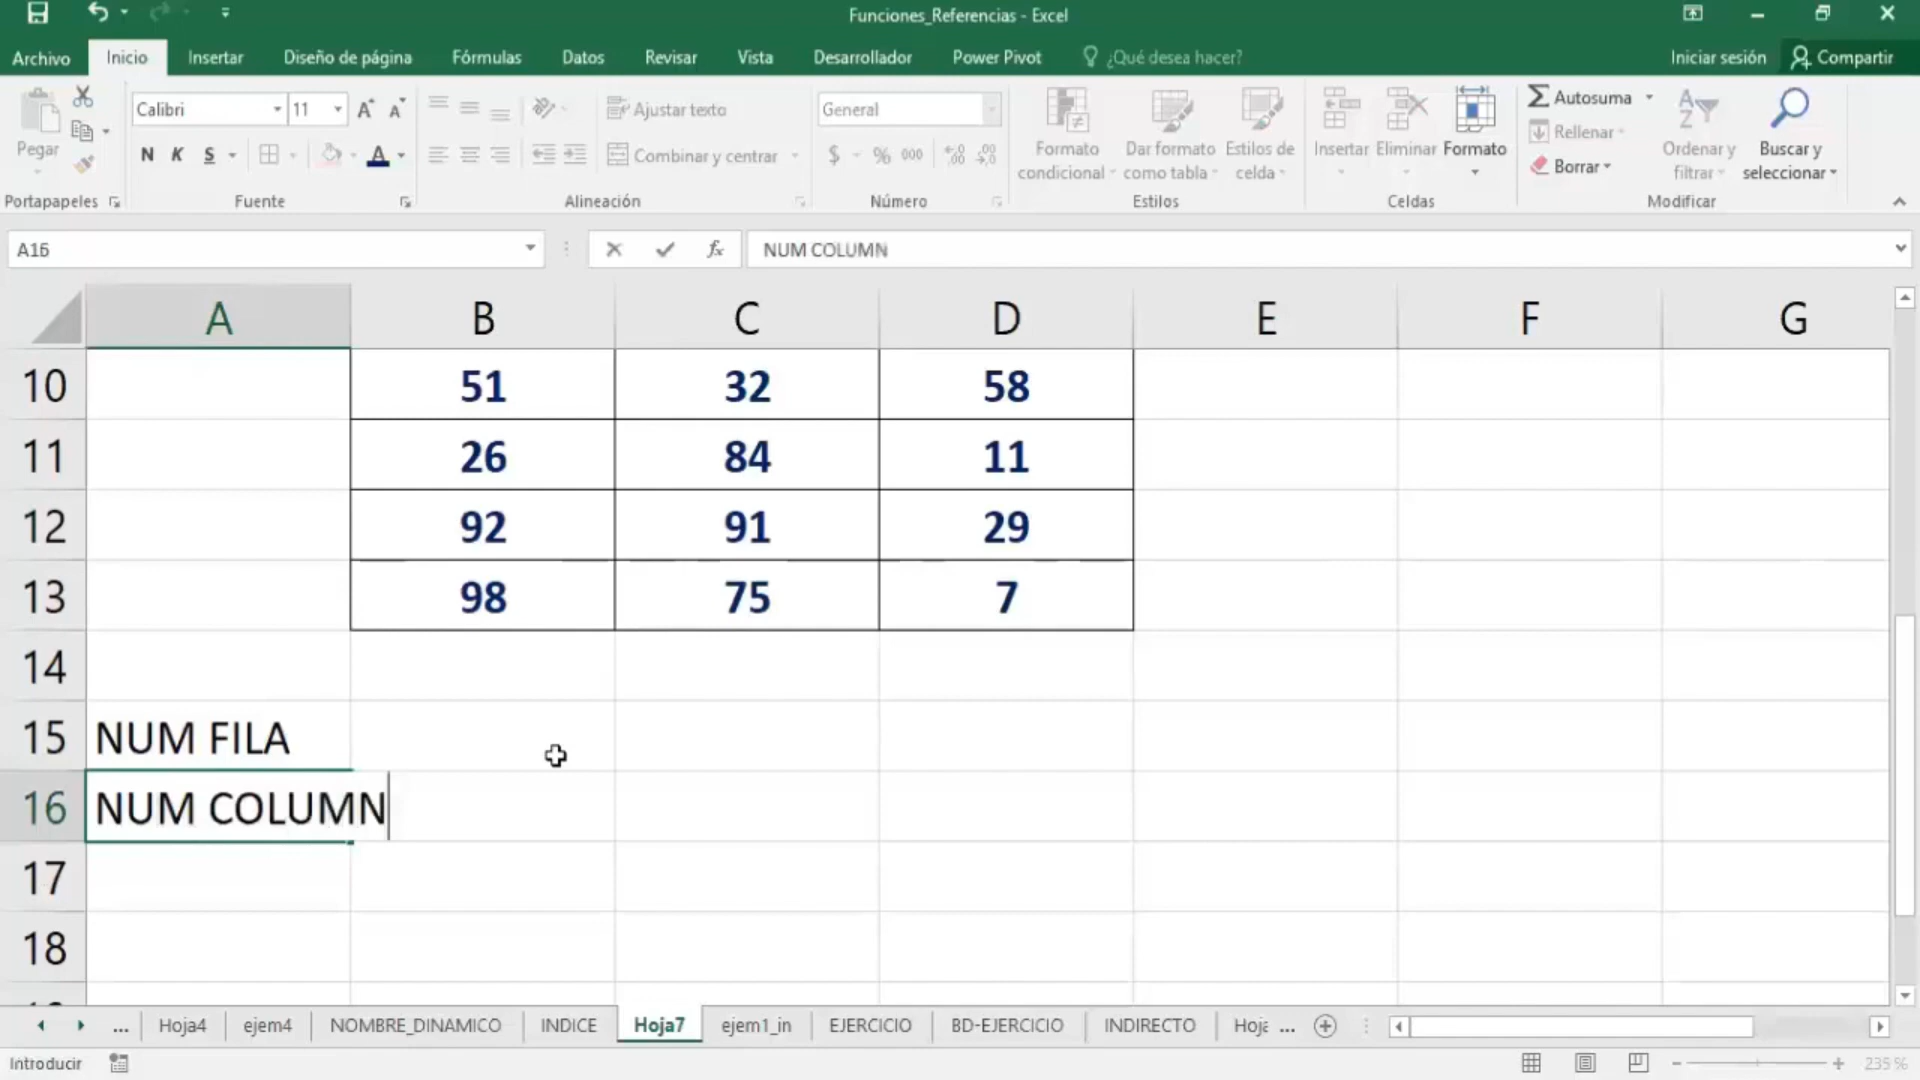 Funciones_Referencias - Excel
Archivo Inicio Insertar Diseño de página Fórmulas Datos Revisar Vista Desarrollador Power Pivot ¿Qué desea hacer? Iniciar sesión Compartir
Pegar
Portapapeles
Calibri 11
N K S
Fuente
Ajustar texto
Combinar y centrar
Alineación
General
$ % 000
Número
Formato condicional
Dar formato como tabla
Estilos de celda
Estilos
Insertar Eliminar Formato
Celdas
Autosuma
Rellenar
Borrar
Ordenar y filtrar
Buscar y seleccionar
Modificar
A16 fx NUM COLUMN
A B C D E F G
10 51 32 58
11 26 84 11
12 92 91 29
13 98 75 7
14
15 NUM FILA
16 NUM COLUMN
17
18
... Hoja4 ejem4 NOMBRE_DINAMICO INDICE Hoja7 ejem1_in EJERCICIO BD-EJERCICIO INDIRECTO Hoja ...
Introducir 235 %